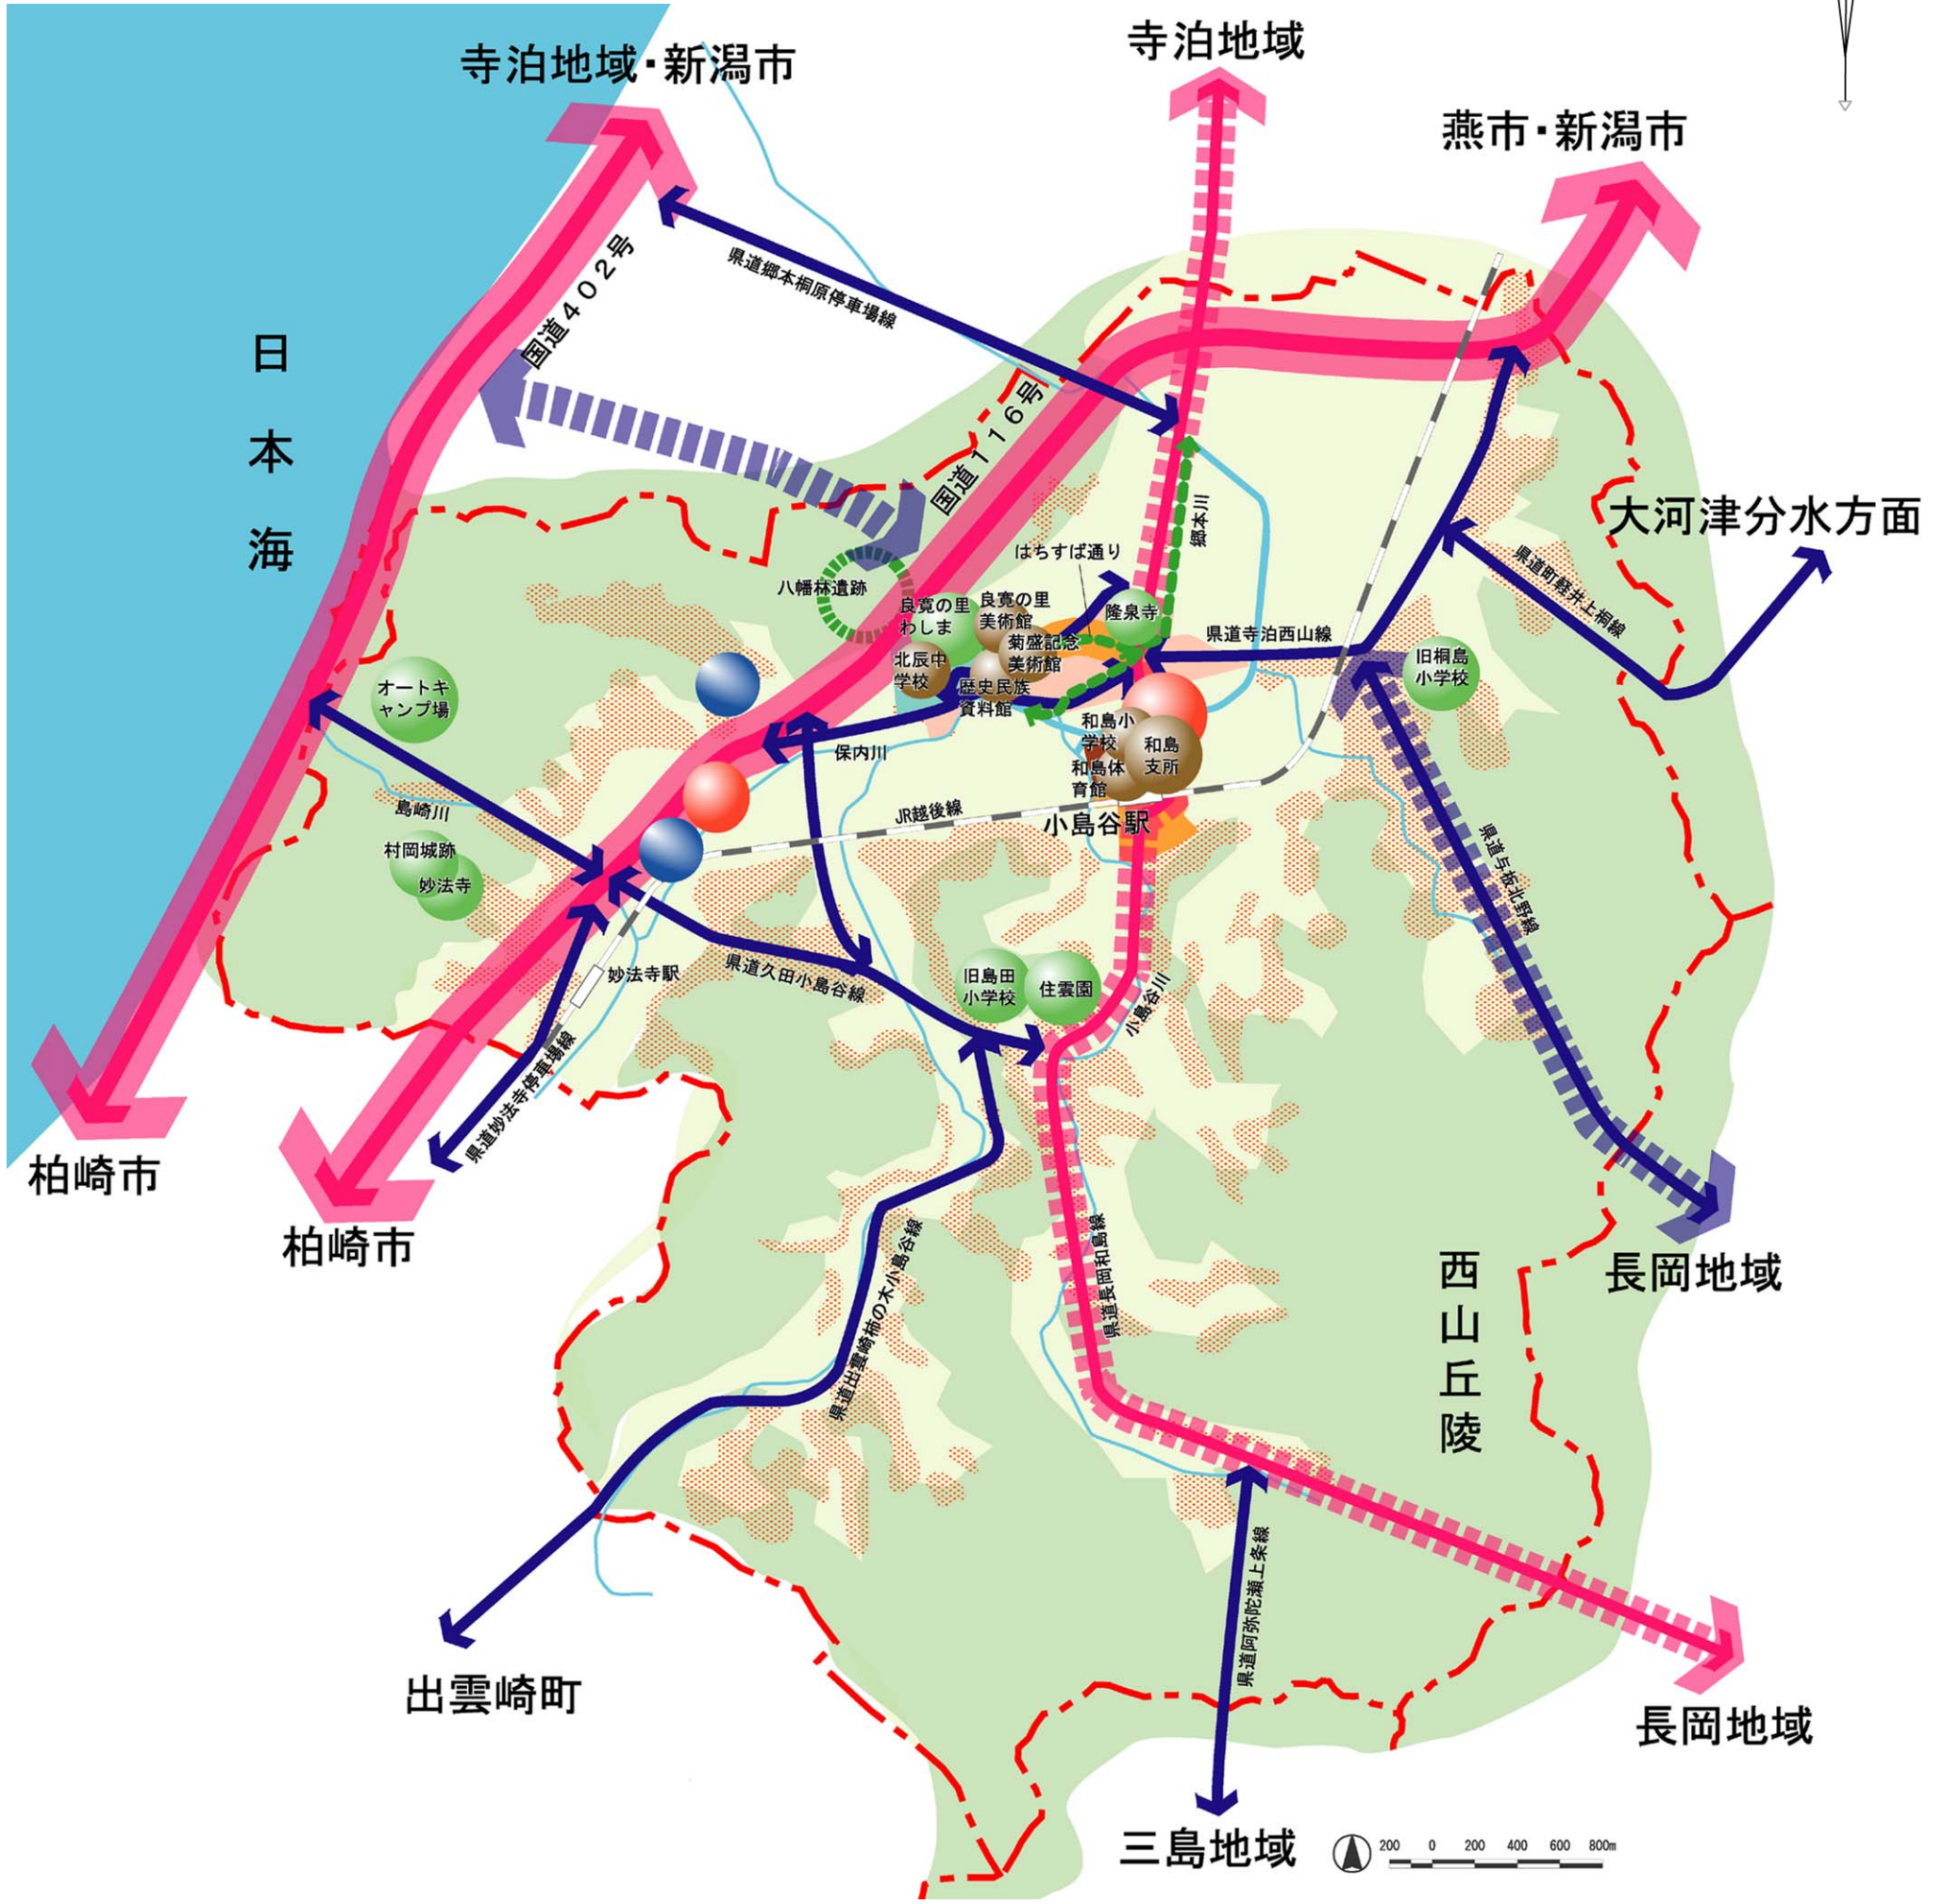 寺泊地域・新潟市
寺泊地域
燕市・新潟市
国道402号
県道郷本桐原停車場線
日本海
国道116号
大河津分水方面
郷本川
はちすば通り
県道町軽井上桐線
八幡林遺跡
良寛の里
わしま
良寛の里
美術館
隆泉寺
県道寺泊西山線
菊盛記念
美術館
北辰中
学校
旧桐島
小学校
オートキ
ャンプ場
歴史民族
資料館
和島小
学校
和島
支所
保内川
和島体
育館
島崎川
JR越後線
小島谷駅
県道与板北野線
村岡城跡
妙法寺
妙法寺駅
県道久田小島谷線
旧島田
小学校
住雲園
小島谷川
県道妙法寺停車場線
柏崎市
柏崎市
県道長岡和島線
県道出雲崎柿の木小島谷線
西山丘陵
長岡地域
県道阿弥陀瀬上条線
出雲崎町
長岡地域
三島地域
200 0 200 400 600 800m